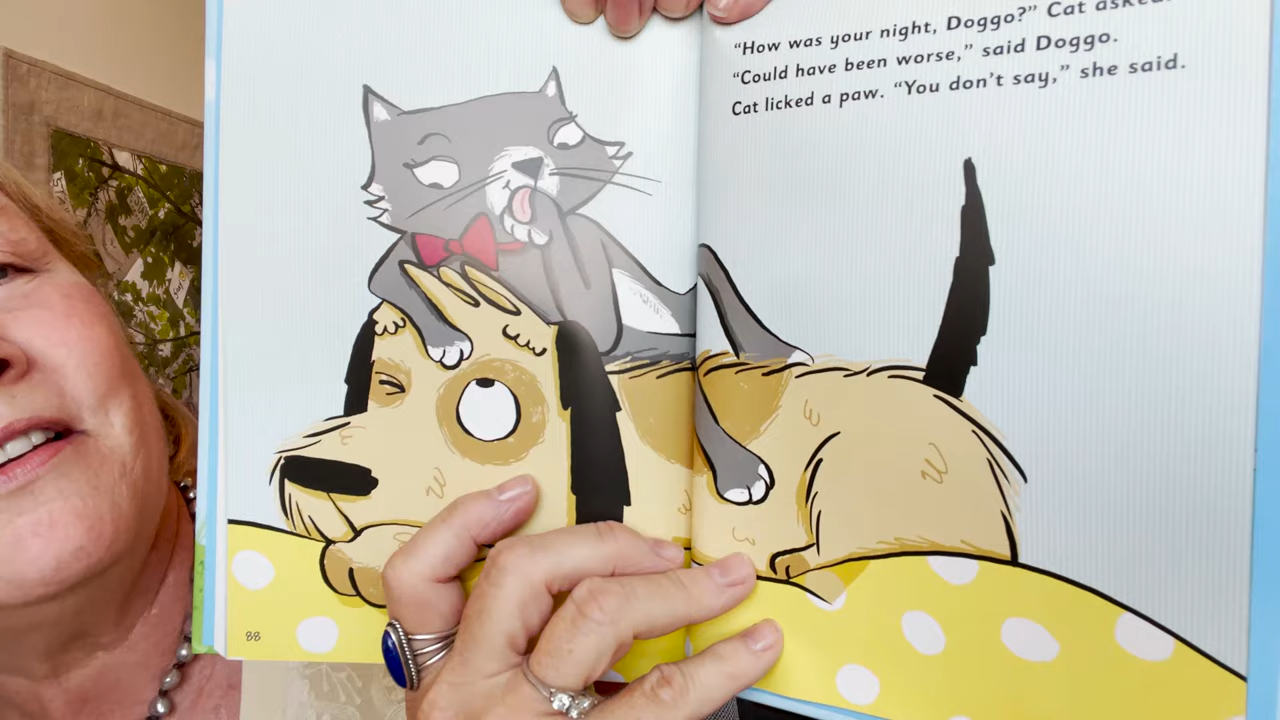 "How was your night, Doggo?" Cat asked.
"Could have been worse," said Doggo.
Cat licked a paw. "You don't say," she said.
88